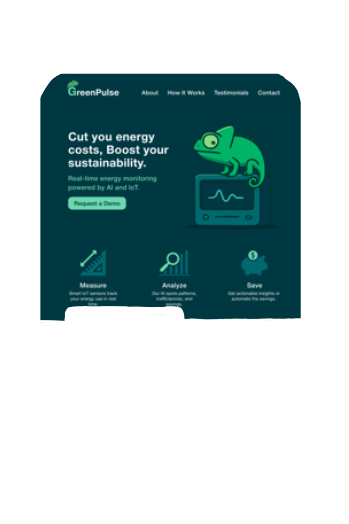 GreenPulse
About How It Works Testimonials Contact
Cut you energy
costs, Boost your
sustainability.
Real-time energy monitoring
powered by AI and IoT.
Request a Demo
$
Measure
Smart IoT sensors track
your energy use in real
time.
Analyze
Our AI spots patterns,
inefficiencies, and
savings.
Save
Get actionable insights or
automate the savings.